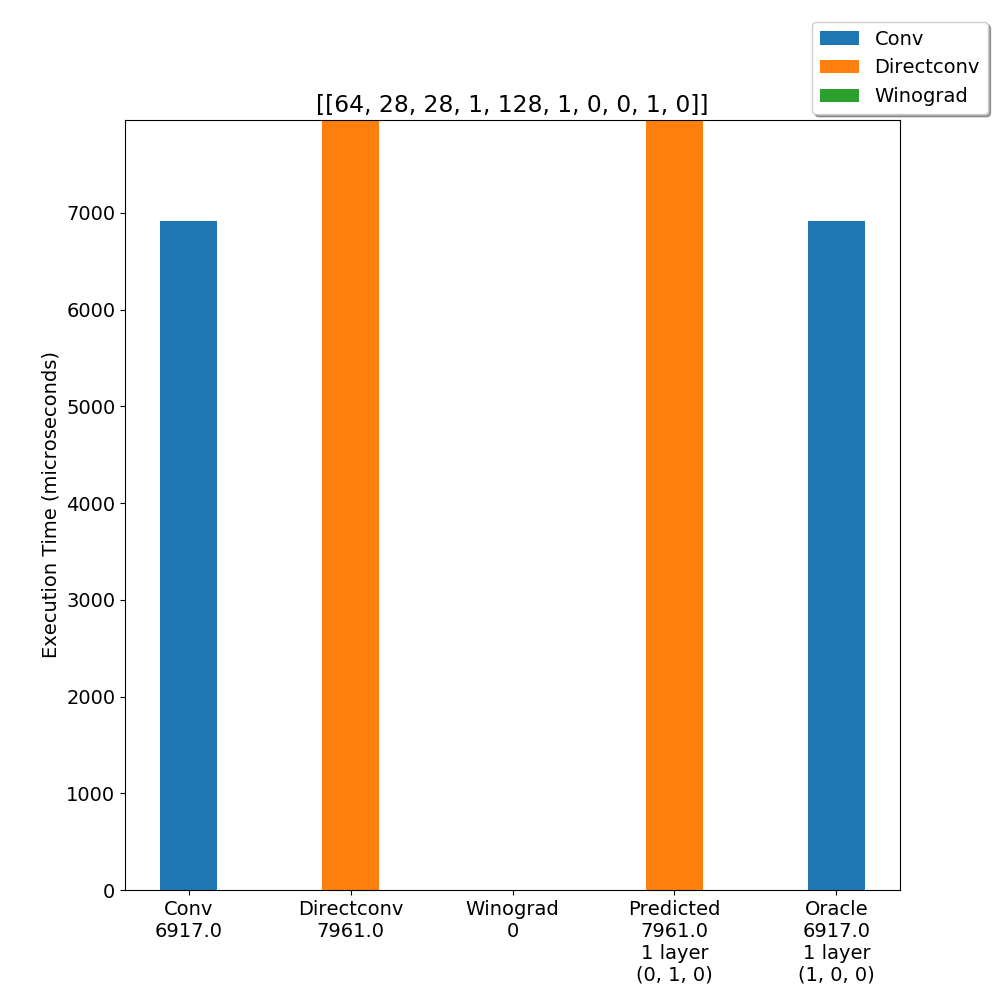 Conv
Directconv
Winograd
[[64, 28, 28, 1, 128, 1, 0, 0, 1, 0]]
Execution Time (microseconds)
7000
6000
5000
4000
3000
2000
1000
0
Conv
6917.0
Directconv
7961.0
Winograd
0
Predicted
7961.0
1 layer
(0, 1, 0)
Oracle
6917.0
1 layer
(1, 0, 0)